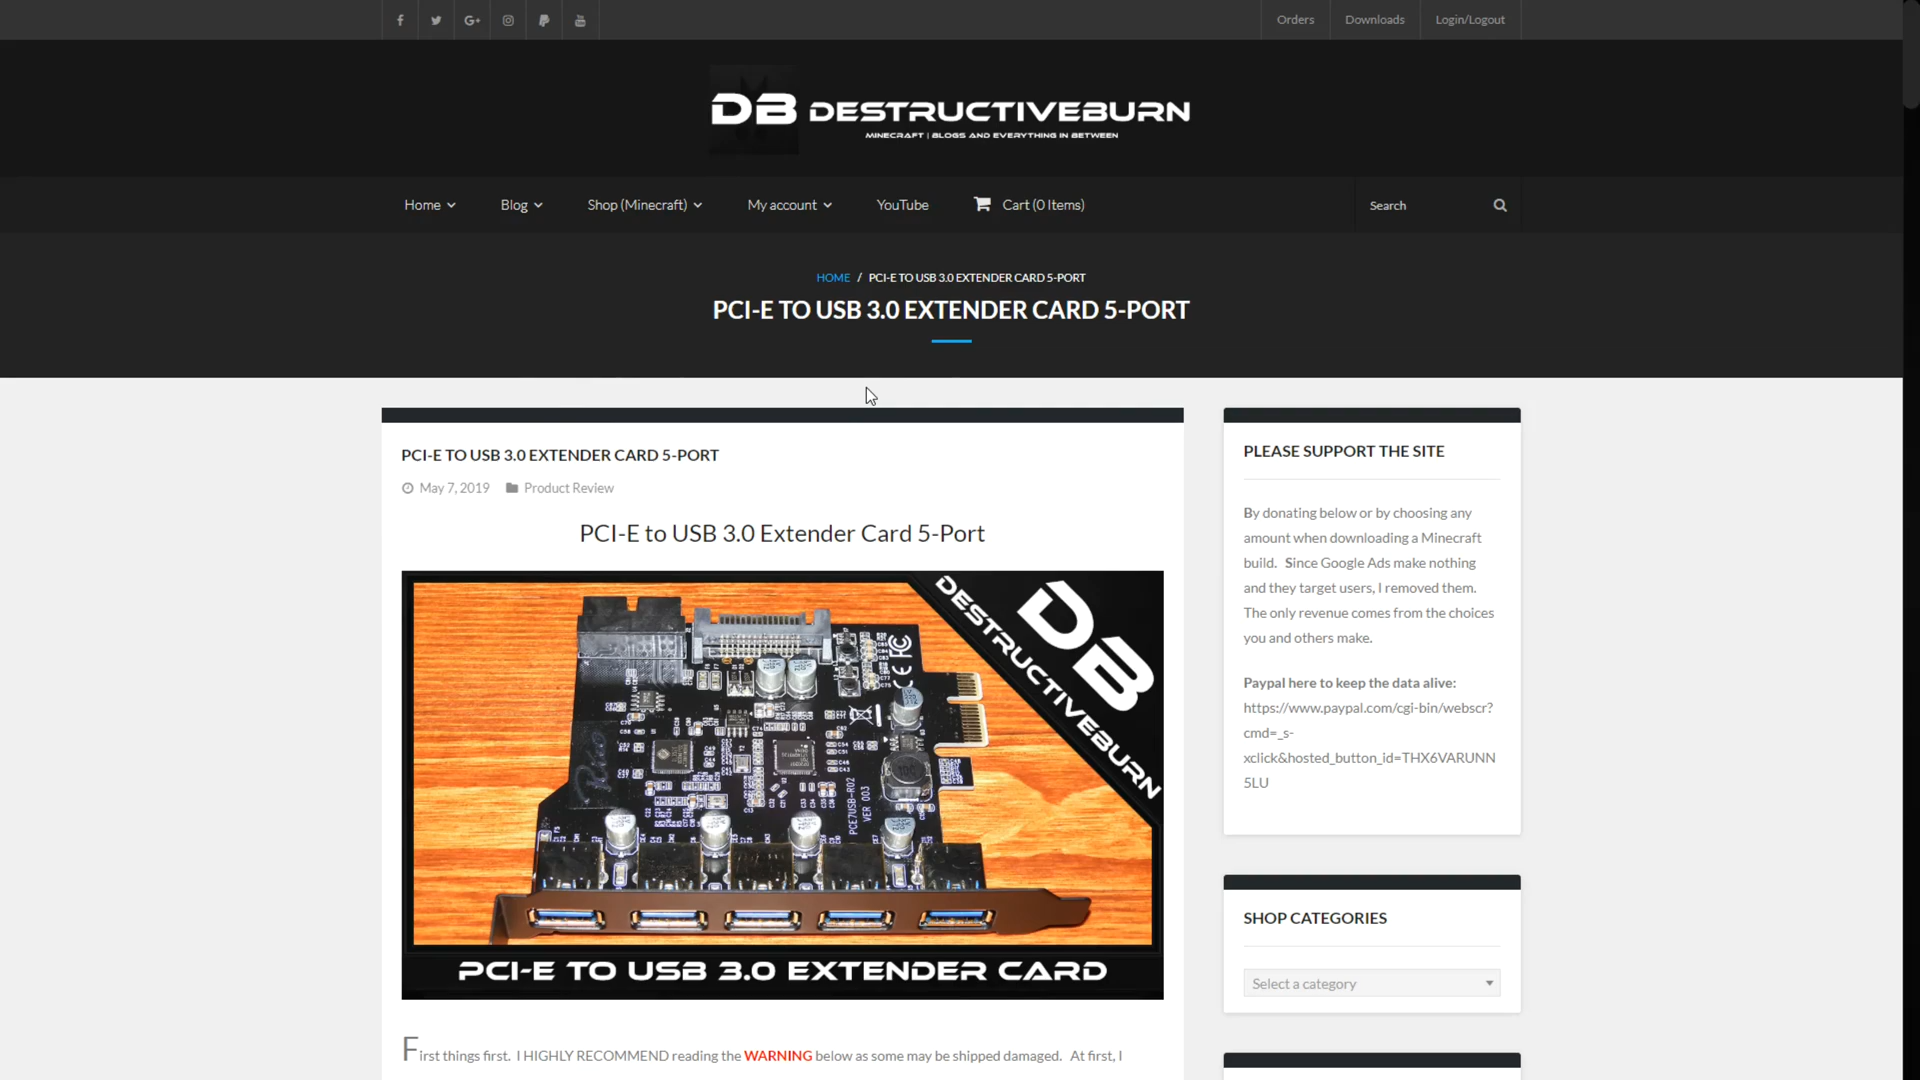 Orders Downloads Login/Logout
DB DESTRUCTIVEBURN
MINECRAFT | BLOGS AND EVERYTHING IN BETWEEN
Home Blog Shop (Minecraft) My account YouTube Cart (0 Items) Search
HOME / PCI-E TO USB 3.0 EXTENDER CARD 5-PORT
PCI-E TO USB 3.0 EXTENDER CARD 5-PORT
PCI-E TO USB 3.0 EXTENDER CARD 5-PORT
May 7, 2019 Product Review
PCI-E to USB 3.0 Extender Card 5-Port
DB
DESTRUCTIVEBURN
PCE7USB-R02
VER 003
PCI-E TO USB 3.0 EXTENDER CARD
First things first. I HIGHLY RECOMMEND reading the WARNING below as some may be shipped damaged. At first, I
PLEASE SUPPORT THE SITE
By donating below or by choosing any
amount when downloading a Minecraft
build. Since Google Ads make nothing
and they target users, I removed them.
The only revenue comes from the choices
you and others make.
Paypal here to keep the data alive:
https://www.paypal.com/cgi-bin/webscr?
cmd=_s-
xclick&hosted_button_id=THX6VARUNN
5LU
SHOP CATEGORIES
Select a category